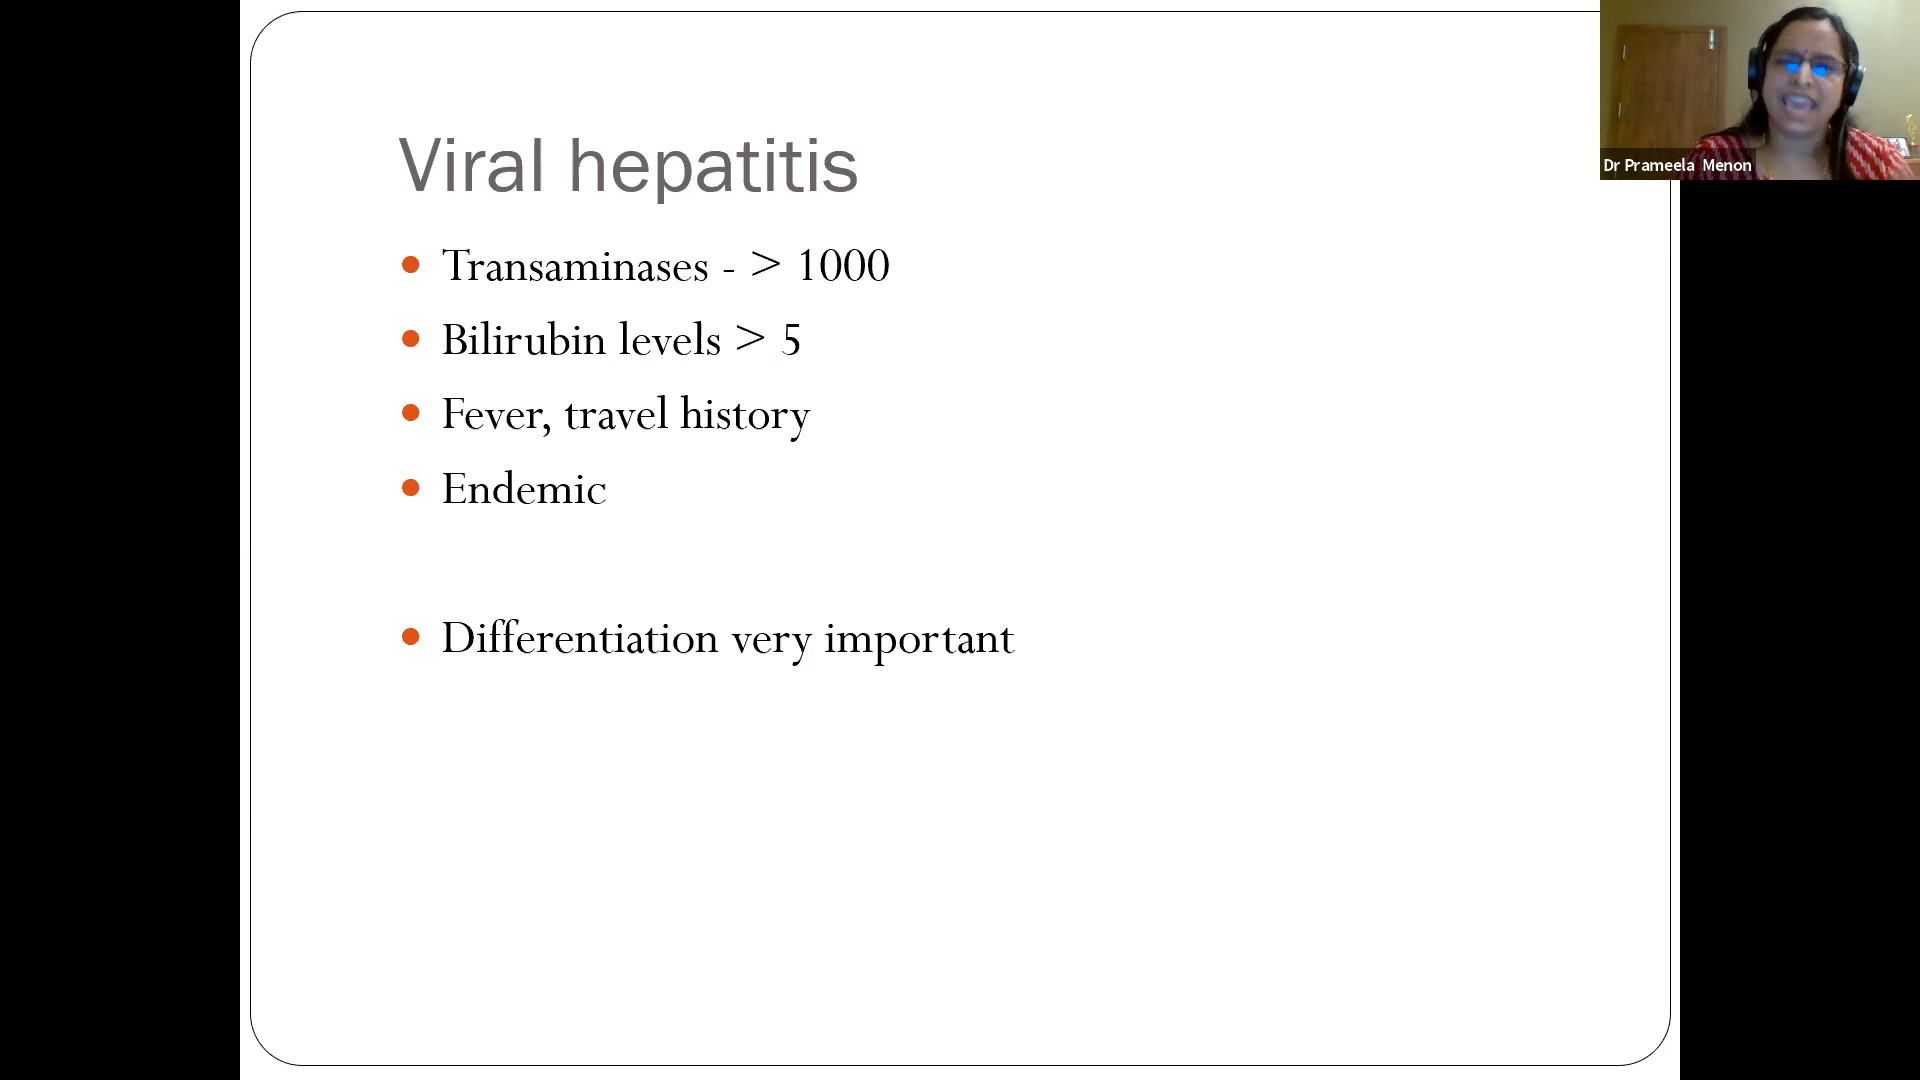 Viral hepatitis
Transaminases - > 1000
Bilirubin levels > 5
Fever, travel history
Endemic
Differentiation very important
Dr Prameela Menon